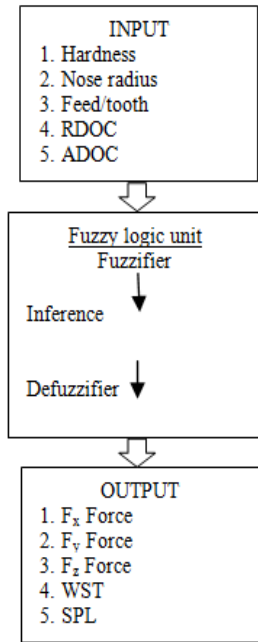 INPUT
1. Hardness
2. Nose radius
3. Feed/tooth
4. RDOC
5. ADOC
Fuzzy logic unit
Fuzzifier
Inference
Defuzzifier
OUTPUT
1. Fx Force
2. Fy Force
3. Fz Force
4. WST
5. SPL